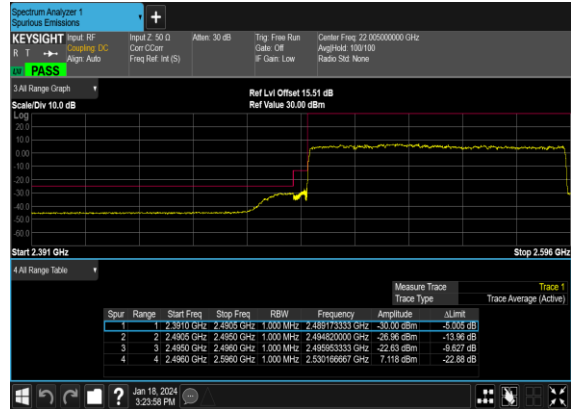 Spectrum Analyzer 1
Spurious Emissions
+
KEYSIGHT Input: RF Input Z: 50 Ω Atten: 30 dB Trig: Free Run Center Freq: 22.005000000 GHz
R T Coupling: DC Corr CCorr Gate: Off Avg|Hold: 100/100
Align: Auto Freq Ref: Int (S) IF Gain: Low Radio Std: None
PASS
3 All Range Graph
Ref Lvl Offset 15.51 dB
Scale/Div 10.0 dB Ref Value 30.00 dBm
Log
20.0
10.0
0.00
-10.0
-20.0
-30.0
-40.0
-50.0
-60.0
Start 2.391 GHz Stop 2.596 GHz
4 All Range Table
Measure Trace Trace 1
Trace Type Trace Average (Active)
Spur Range Start Freq Stop Freq RBW Frequency Amplitude ΔLimit
1 1 2.3910 GHz 2.4905 GHz 1.000 MHz 2.489173333 GHz -30.00 dBm -5.005 dB
2 2 2.4905 GHz 2.4950 GHz 1.000 MHz 2.494820000 GHz -26.96 dBm -13.96 dB
3 3 2.4950 GHz 2.4960 GHz 1.000 MHz 2.495953333 GHz -22.63 dBm -9.627 dB
4 4 2.4960 GHz 2.5960 GHz 1.000 MHz 2.530166667 GHz 7.118 dBm -22.88 dB
? Jan 18, 2024
3:23:58 PM